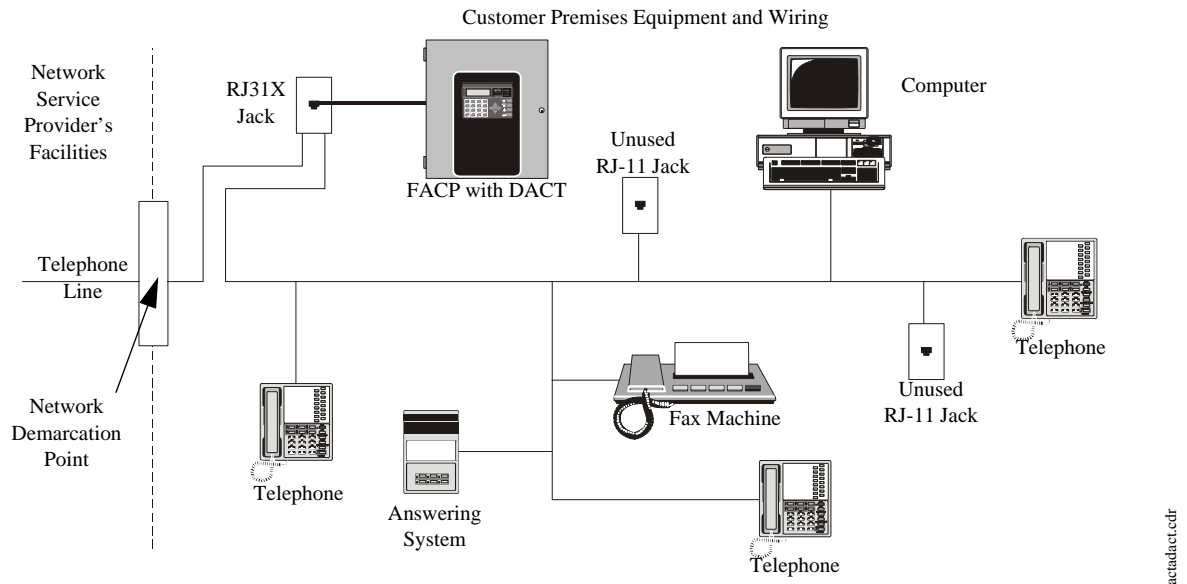 Customer Premises Equipment and Wiring
Network
Service
Provider's
Facilities
RJ31X
Jack
FACP with DACT
Unused
RJ-11 Jack
Computer
Telephone
Line
Network
Demarcation
Point
Telephone
Answering
System
Fax Machine
Telephone
Unused
RJ-11 Jack
Telephone
actadact.cdr